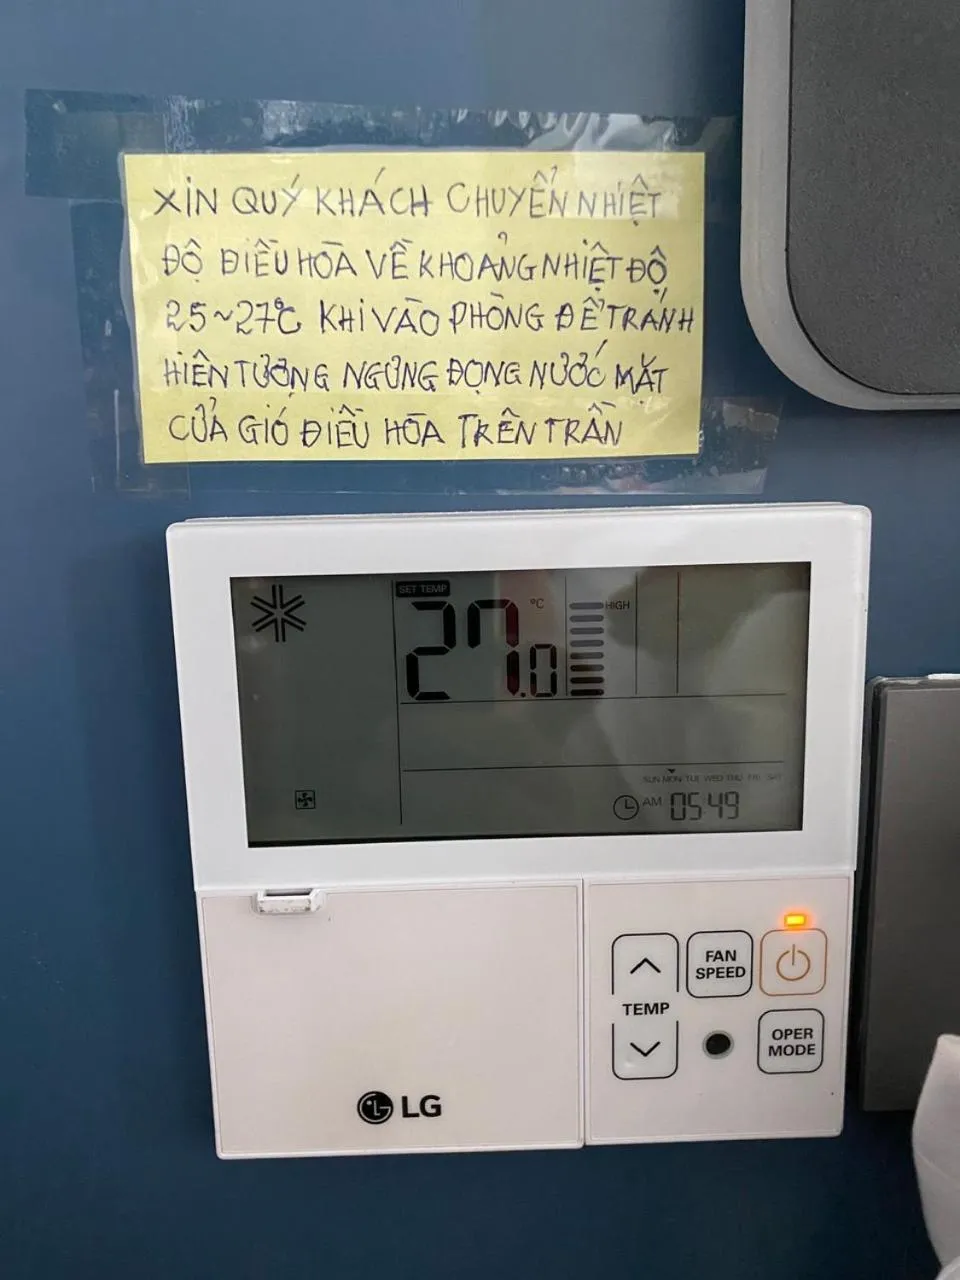 XIN QUÝ KHÁCH CHUYỂN NHIỆT
ĐỘ ĐIỀU HÒA VỀ KHOẢNG NHIỆT ĐỘ
25~27°C KHI VÀO PHÒNG ĐỂ TRÁNH
HIÊN TƯỢNG NGƯNG ĐỌNG NƯỚC MẶT
CỬA GIÓ ĐIỀU HÒA TRÊN TRẦN
SET TEMP
27.0 °C HIGH
SUN MON TUE WED THU FRI SAT
AM 05:49
FAN SPEED
TEMP
OPER MODE
LG